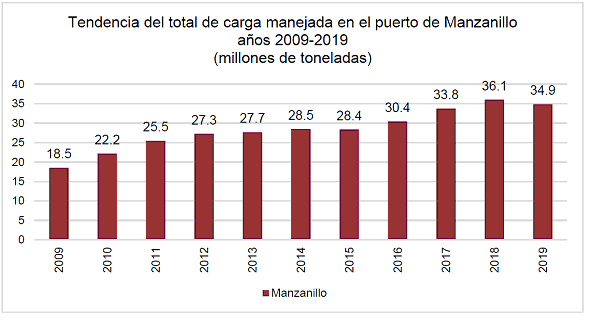 Tendencia del total de carga manejada en el puerto de Manzanillo
años 2009-2019
(millones de toneladas)
40
35
30
25
20
15
10
5
0
18.5 22.2 25.5 27.3 27.7 28.5 28.4 30.4 33.8 36.1 34.9
2009 2010 2011 2012 2013 2014 2015 2016 2017 2018 2019
Manzanillo